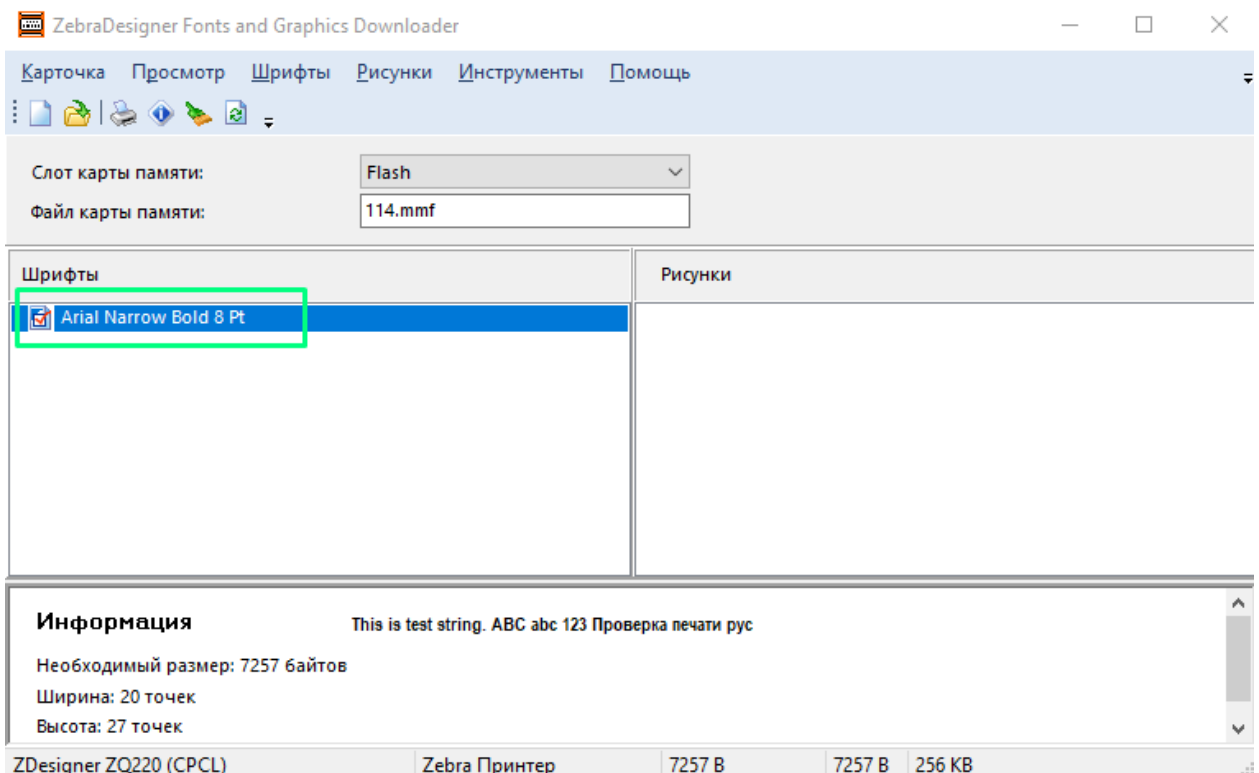 ZebraDesigner Fonts and Graphics Downloader
Карточка Просмотр Шрифты Рисунки Инструменты Помощь
Слот карты памяти: Flash
Файл карты памяти: 114.mmf
Шрифты Рисунки
Arial Narrow Bold 8 Pt
Информация This is test string. ABC abc 123 Проверка печати рус
Необходимый размер: 7257 байтов
Ширина: 20 точек
Высота: 27 точек
ZDesigner ZQ220 (CPCL) Zebra Принтер 7257 B 7257 B 256 KB